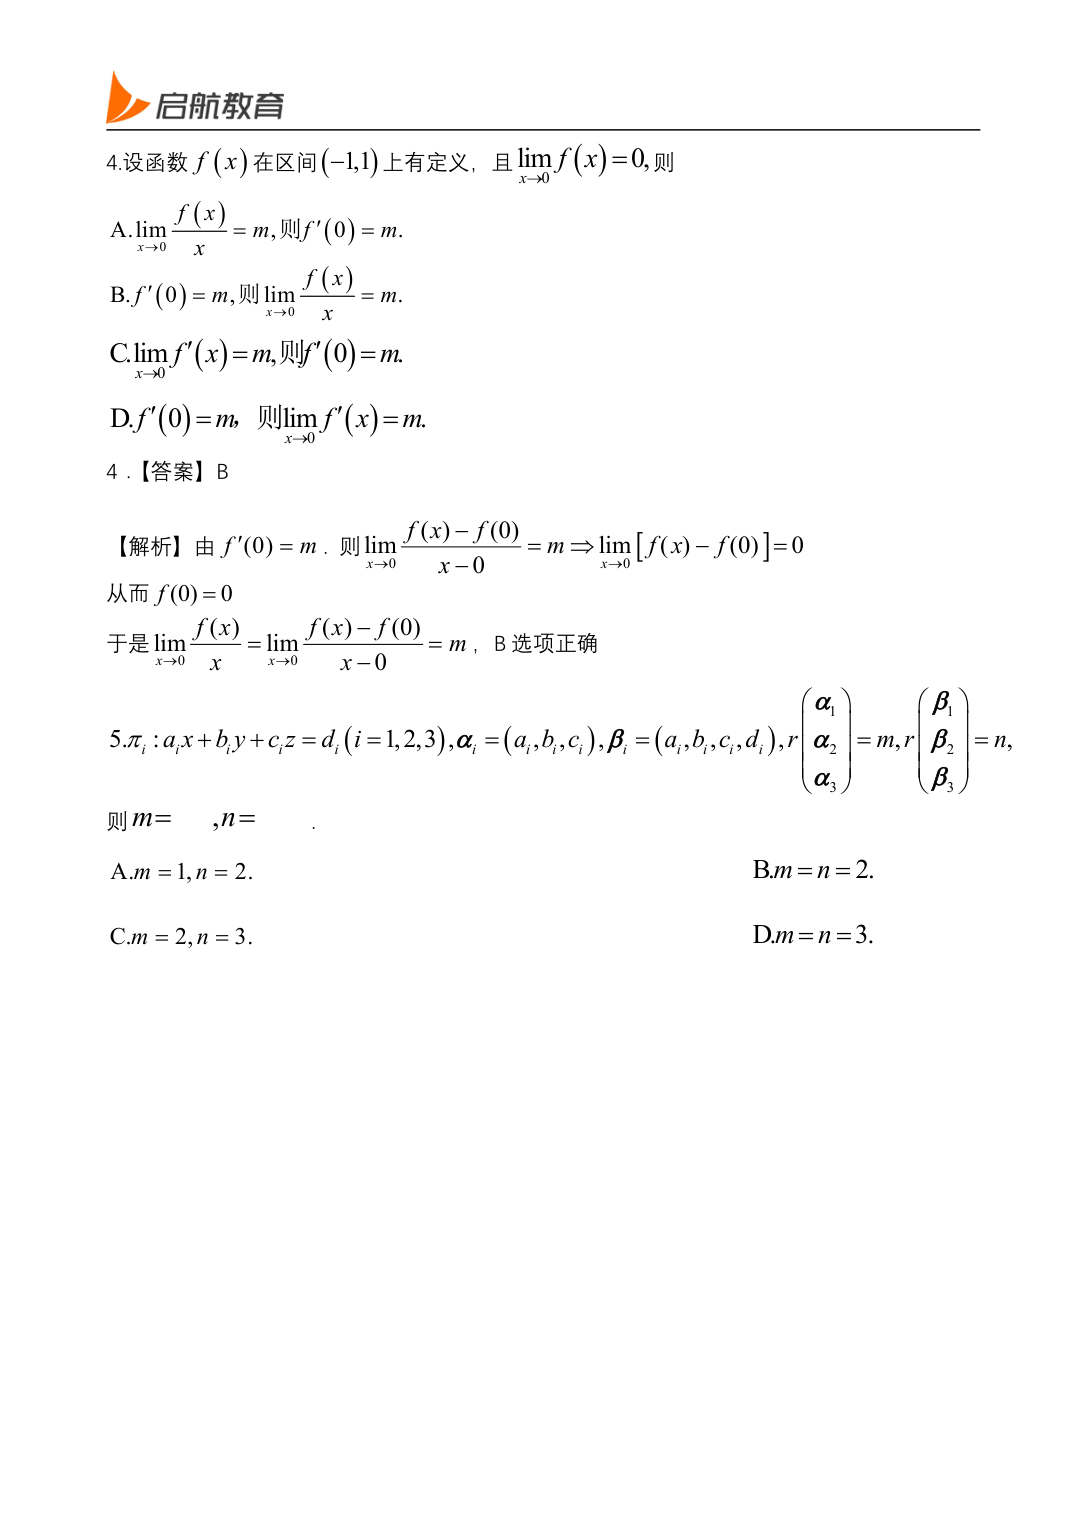 启航教育
4.设函数 f(x) 在区间(−1,1)上有定义，且 lim_{x→0} f(x)=0, 则
A. lim_{x→0} f(x)/x = m, 则 f′(0) = m.
B. f′(0) = m, 则 lim_{x→0} f(x)/x = m.
C. lim_{x→0} f′(x) = m, 则 f′(0) = m.
D. f′(0) = m，则 lim_{x→0} f′(x) = m.
4 .【答案】B
【解析】由 f′(0) = m . 则 lim_{x→0} (f(x) − f(0))/(x − 0) = m ⇒ lim_{x→0} [f(x) − f(0)] = 0
从而 f(0) = 0
于是 lim_{x→0} f(x)/x = lim_{x→0} (f(x) − f(0))/(x − 0) = m ，B 选项正确
5.π_i : a_i x + b_i y + c_i z = d_i (i = 1, 2, 3), α_i = (a_i, b_i, c_i), β_i = (a_i, b_i, c_i, d_i), r(α_1 α_2 α_3) = m, r(β_1 β_2 β_3) = n,
则 m= , n= .
A.m = 1, n = 2. B.m = n = 2.
C.m = 2, n = 3. D.m = n = 3.